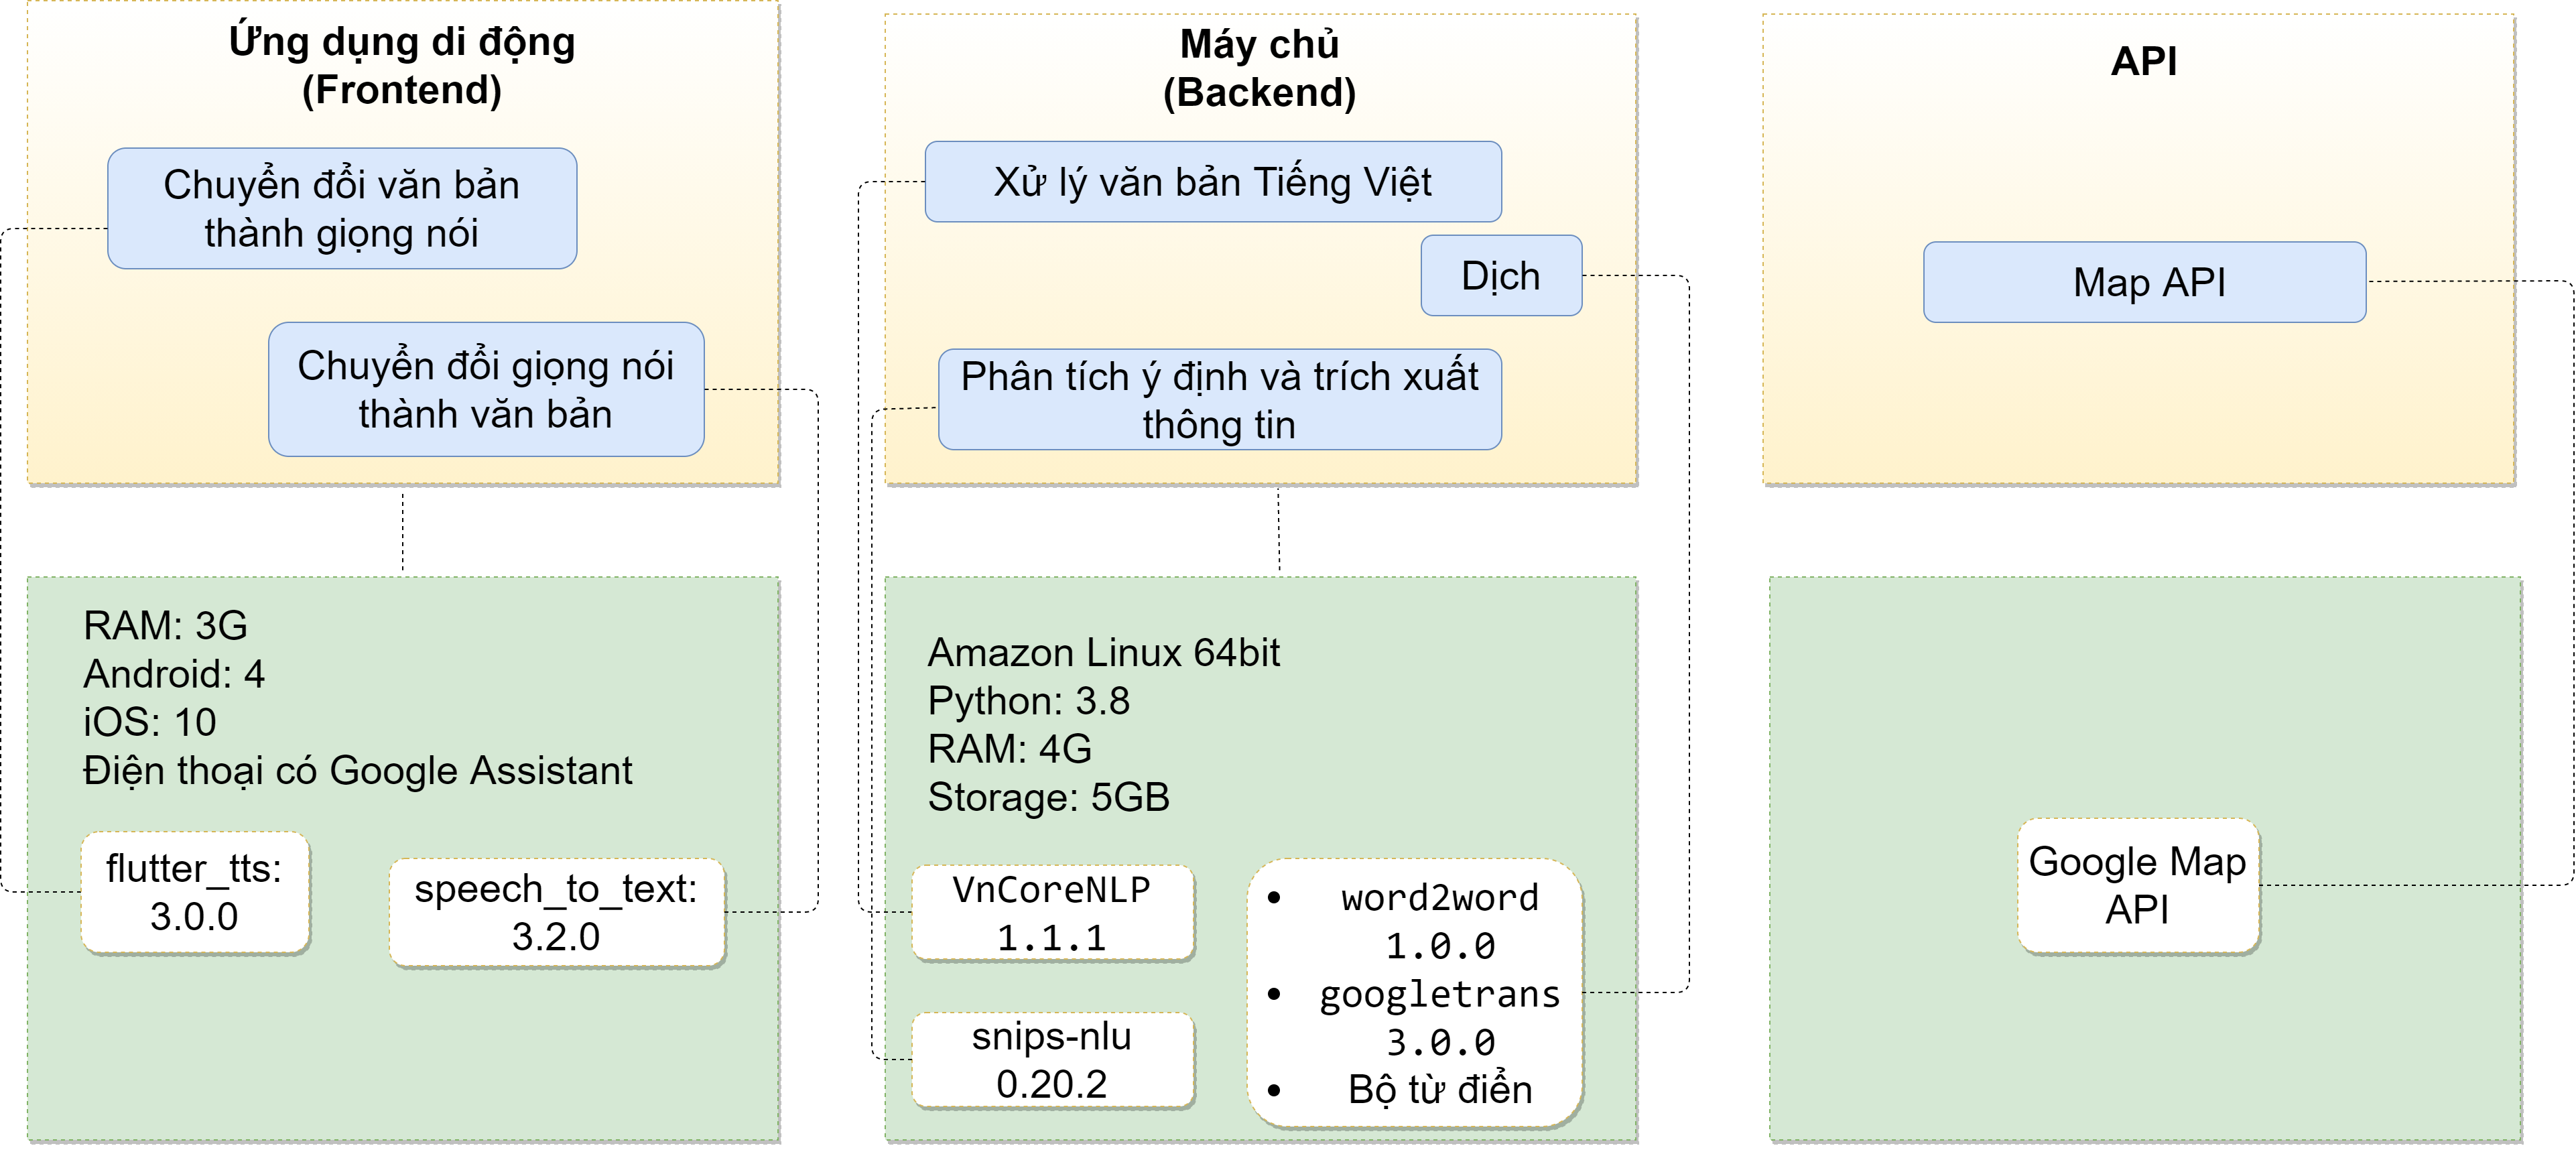 Ứng dụng di động
(Frontend)
Chuyển đổi văn bản
thành giọng nói
Chuyển đổi giọng nói
thành văn bản
Máy chủ
(Backend)
Xử lý văn bản Tiếng Việt
Dịch
Phân tích ý định và trích xuất
thông tin
API
Map API
RAM: 3G
Android: 4
iOS: 10
Điện thoại có Google Assistant
flutter_tts:
3.0.0
speech_to_text:
3.2.0
Amazon Linux 64bit
Python: 3.8
RAM: 4G
Storage: 5GB
VnCoreNLP
1.1.1
snips-nlu
0.20.2
• word2word
1.0.0
• googletrans
3.0.0
• Bộ từ điển
Google Map
API